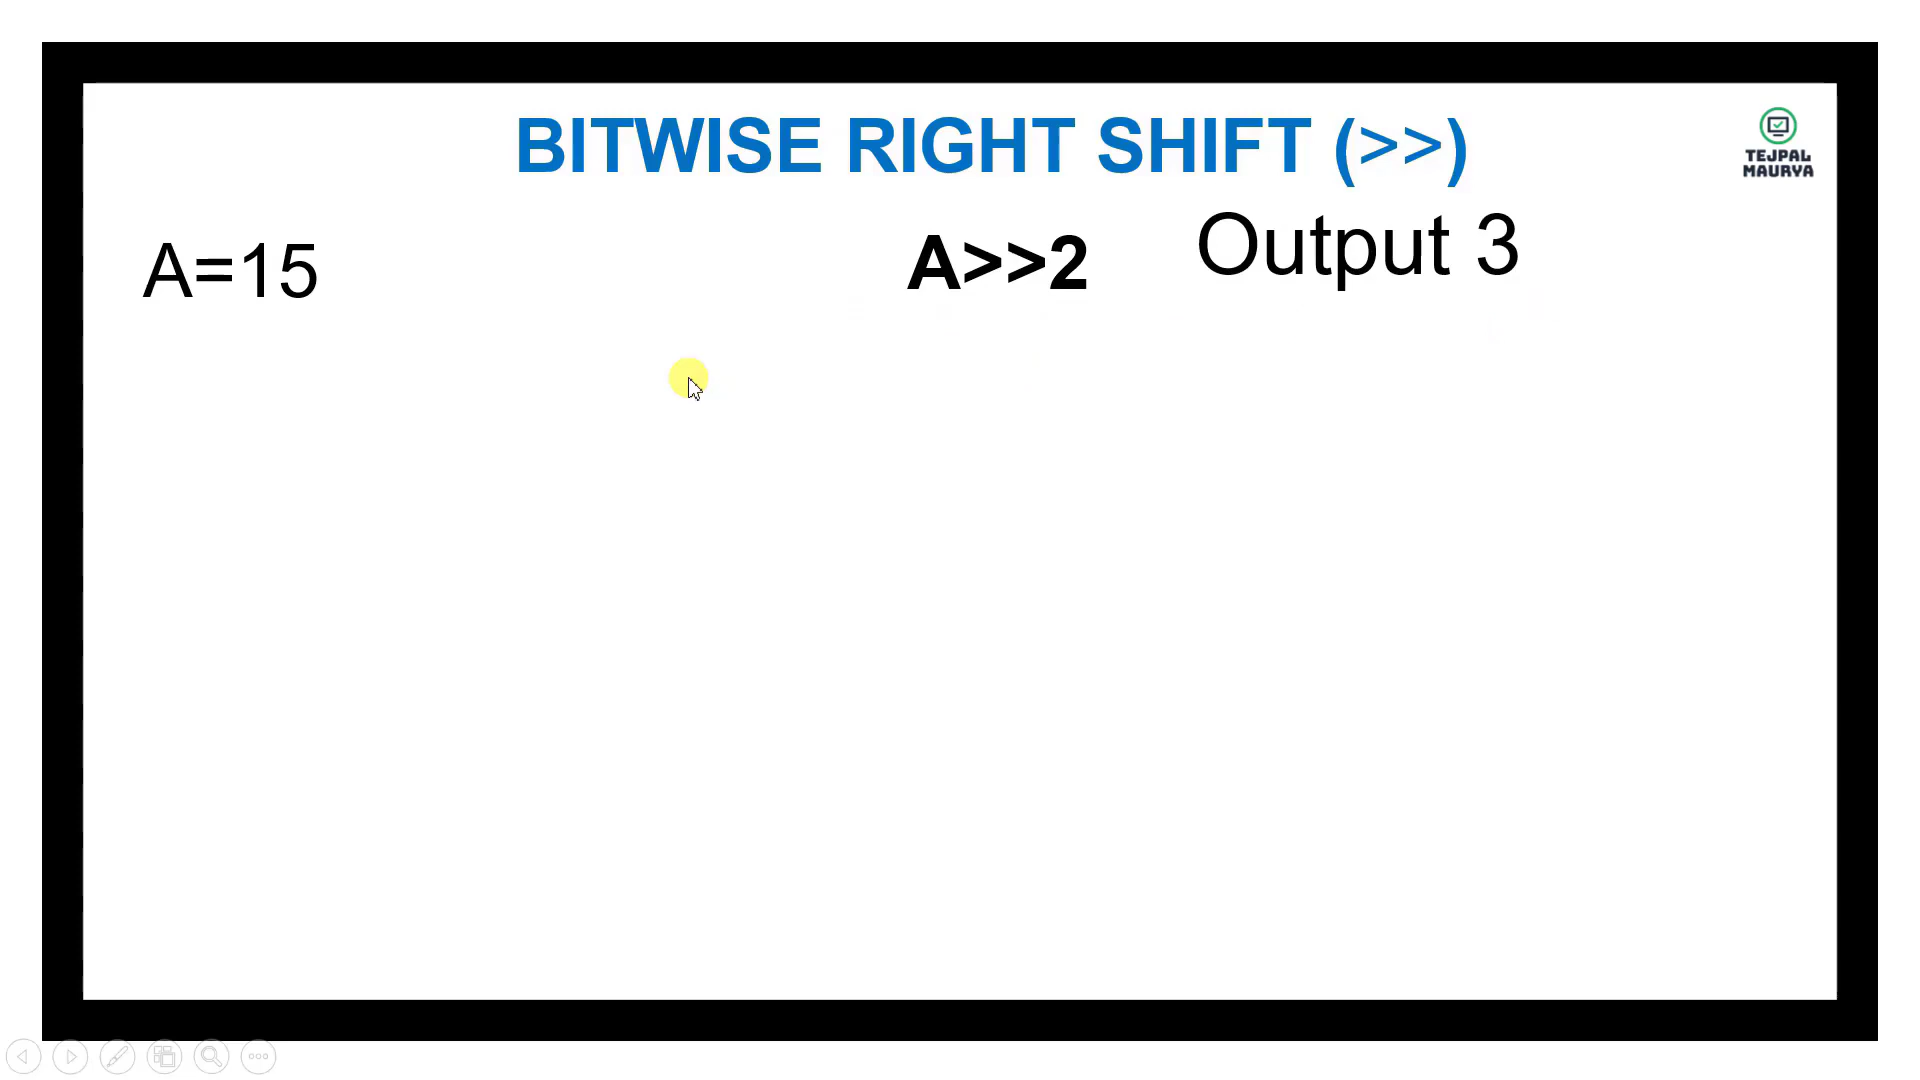 BITWISE RIGHT SHIFT (>>)
TEJPAL
MAURYA
A=15
A>>2
Output 3